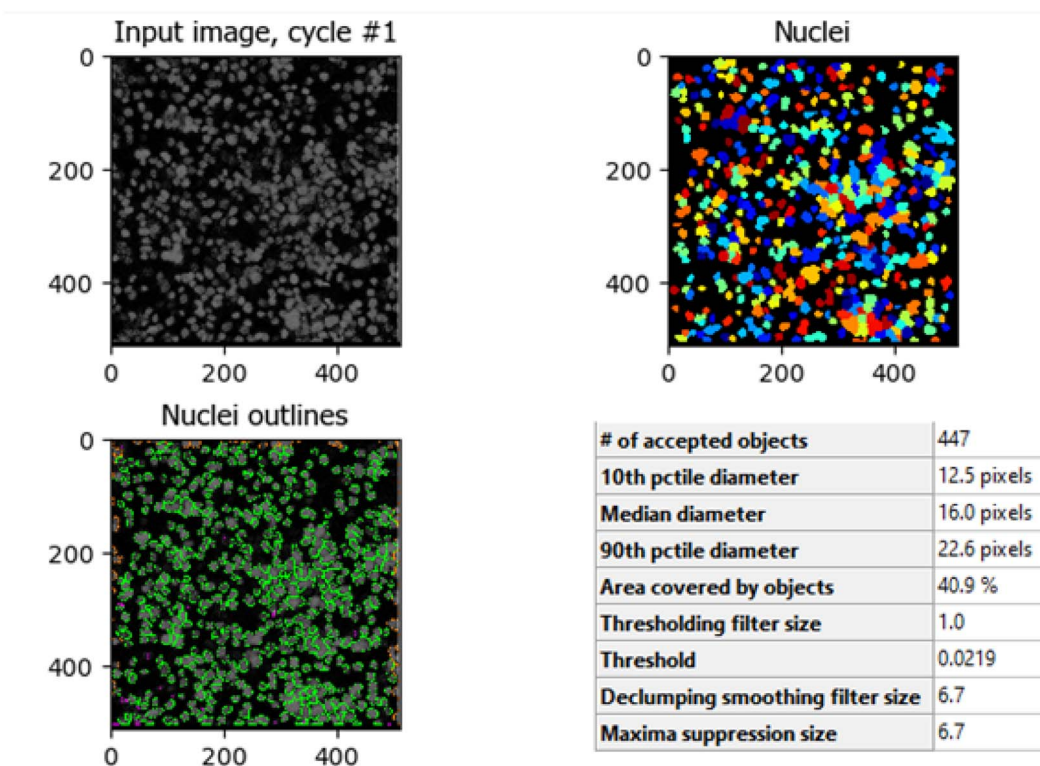 Input image, cycle #1
0
200
400
0 200 400
Nuclei
0
200
400
0 200 400
Nuclei outlines
0
200
400
0 200 400
# of accepted objects 447
10th pctile diameter 12.5 pixels
Median diameter 16.0 pixels
90th pctile diameter 22.6 pixels
Area covered by objects 40.9 %
Thresholding filter size 1.0
Threshold 0.0219
Declumping smoothing filter size 6.7
Maxima suppression size 6.7